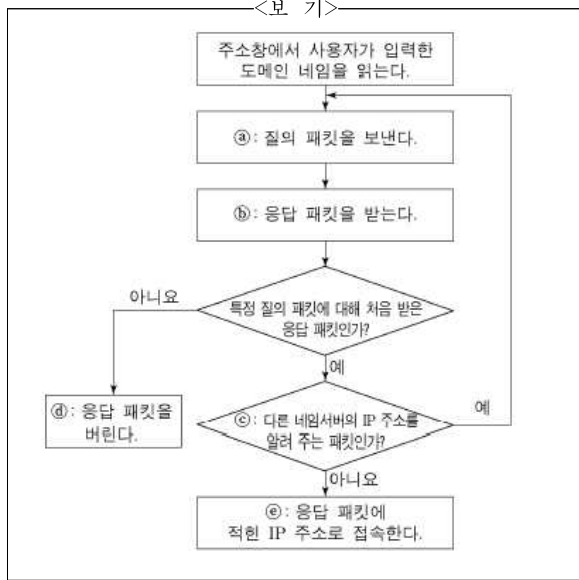 <보 기>
주소창에서 사용자가 입력한
도메인 네임을 읽는다.
ⓐ: 질의 패킷을 보낸다.
ⓑ: 응답 패킷을 받는다.
아니요
특정 질의 패킷에 대해 처음 받은
응답 패킷인가?
예
ⓓ: 응답 패킷을
버린다.
ⓒ: 다른 네임서버의 IP 주소를
알려 주는 패킷인가?
예
아니요
ⓔ: 응답 패킷에
적힌 IP 주소로 접속한다.